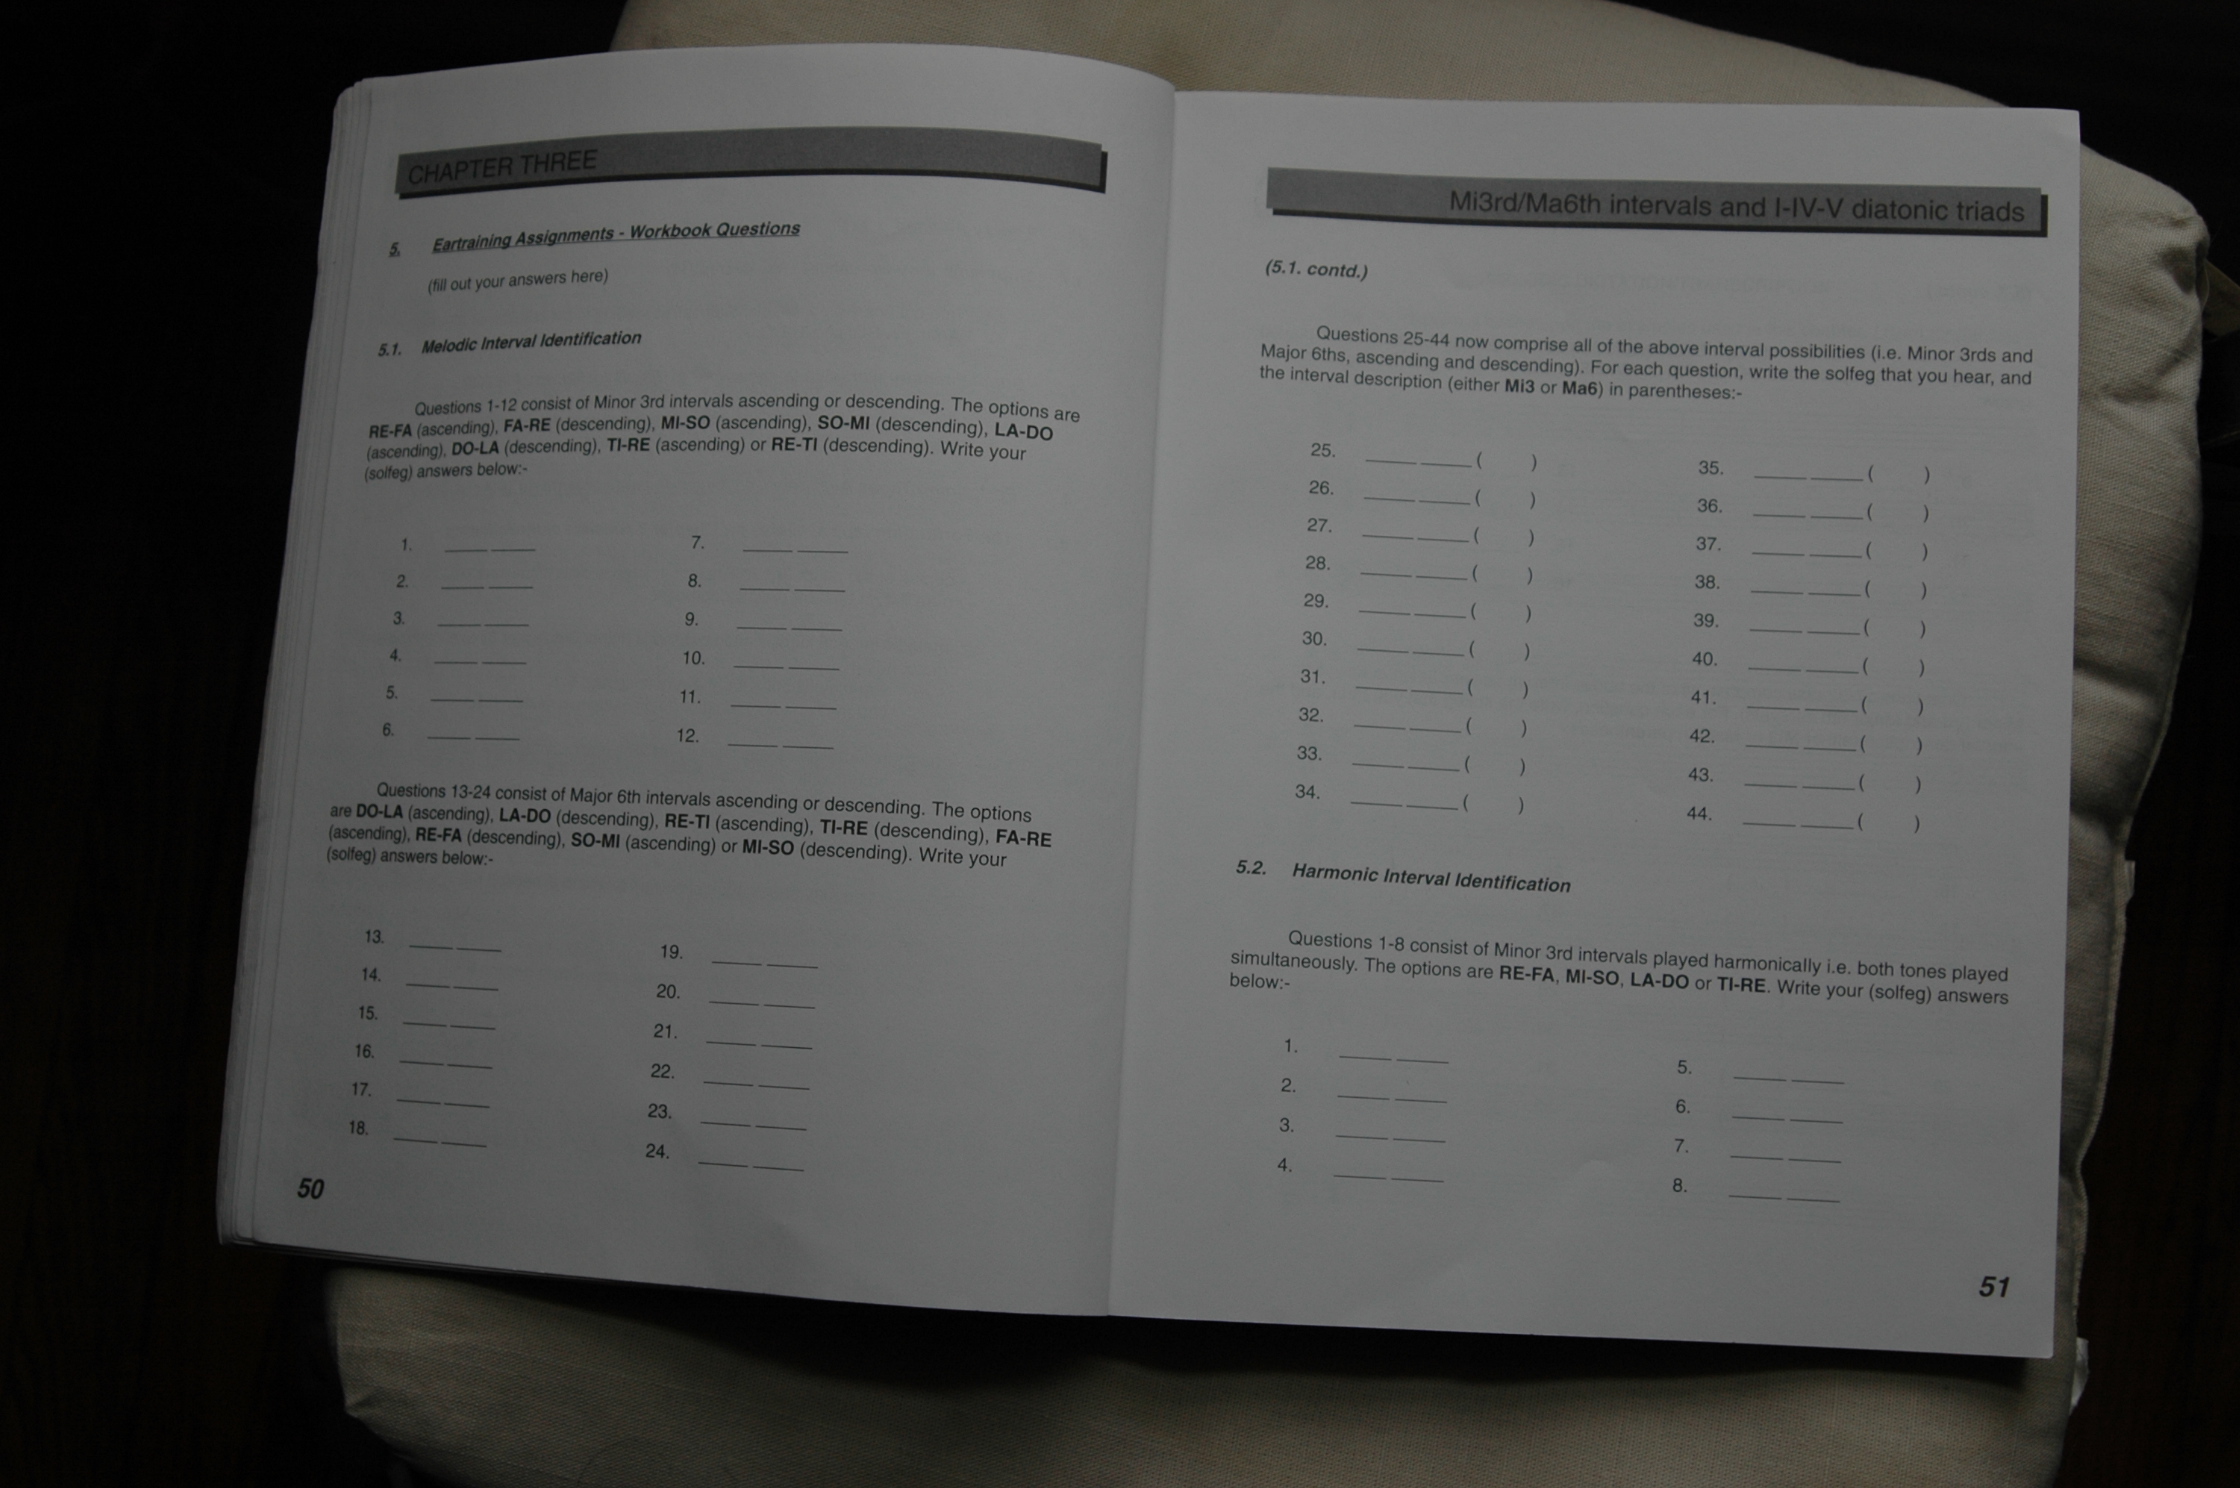 CHAPTER THREE
5. Eartraining Assignments - Workbook Questions
(fill out your answers here)
5.1. Melodic Interval Identification
Questions 1-12 consist of Minor 3rd intervals ascending or descending. The options are
RE-FA (ascending), FA-RE (descending), MI-SO (ascending), SO-MI (descending), LA-DO
(ascending), DO-LA (descending), TI-RE (ascending) or RE-TI (descending). Write your
(solfeg) answers below:-
1. ____ ____ 7. ____ ____
2. ____ ____ 8. ____ ____
3. ____ ____ 9. ____ ____
4. ____ ____ 10. ____ ____
5. ____ ____ 11. ____ ____
6. ____ ____ 12. ____ ____
Questions 13-24 consist of Major 6th intervals ascending or descending. The options
are DO-LA (ascending), LA-DO (descending), RE-TI (ascending), TI-RE (descending), FA-RE
(ascending), RE-FA (descending), SO-MI (ascending) or MI-SO (descending). Write your
(solfeg) answers below:-
13. ____ ____ 19. ____ ____
14. ____ ____ 20. ____ ____
15. ____ ____ 21. ____ ____
16. ____ ____ 22. ____ ____
17. ____ ____ 23. ____ ____
18. ____ ____ 24. ____ ____
50
Mi3rd/Ma6th intervals and I-IV-V diatonic triads
(5.1. contd.)
Questions 25-44 now comprise all of the above interval possibilities (i.e. Minor 3rds and
Major 6ths, ascending and descending). For each question, write the solfeg that you hear, and
the interval description (either Mi3 or Ma6) in parentheses:-
25. ____ ____( ) 35. ____ ____( )
26. ____ ____( ) 36. ____ ____( )
27. ____ ____( ) 37. ____ ____( )
28. ____ ____( ) 38. ____ ____( )
29. ____ ____( ) 39. ____ ____( )
30. ____ ____( ) 40. ____ ____( )
31. ____ ____( ) 41. ____ ____( )
32. ____ ____( ) 42. ____ ____( )
33. ____ ____( ) 43. ____ ____( )
34. ____ ____( ) 44. ____ ____( )
5.2. Harmonic Interval Identification
Questions 1-8 consist of Minor 3rd intervals played harmonically i.e. both tones played
simultaneously. The options are RE-FA, MI-SO, LA-DO or TI-RE. Write your (solfeg) answers
below:-
1. ____ ____ 5. ____ ____
2. ____ ____ 6. ____ ____
3. ____ ____ 7. ____ ____
4. ____ ____ 8. ____ ____
51